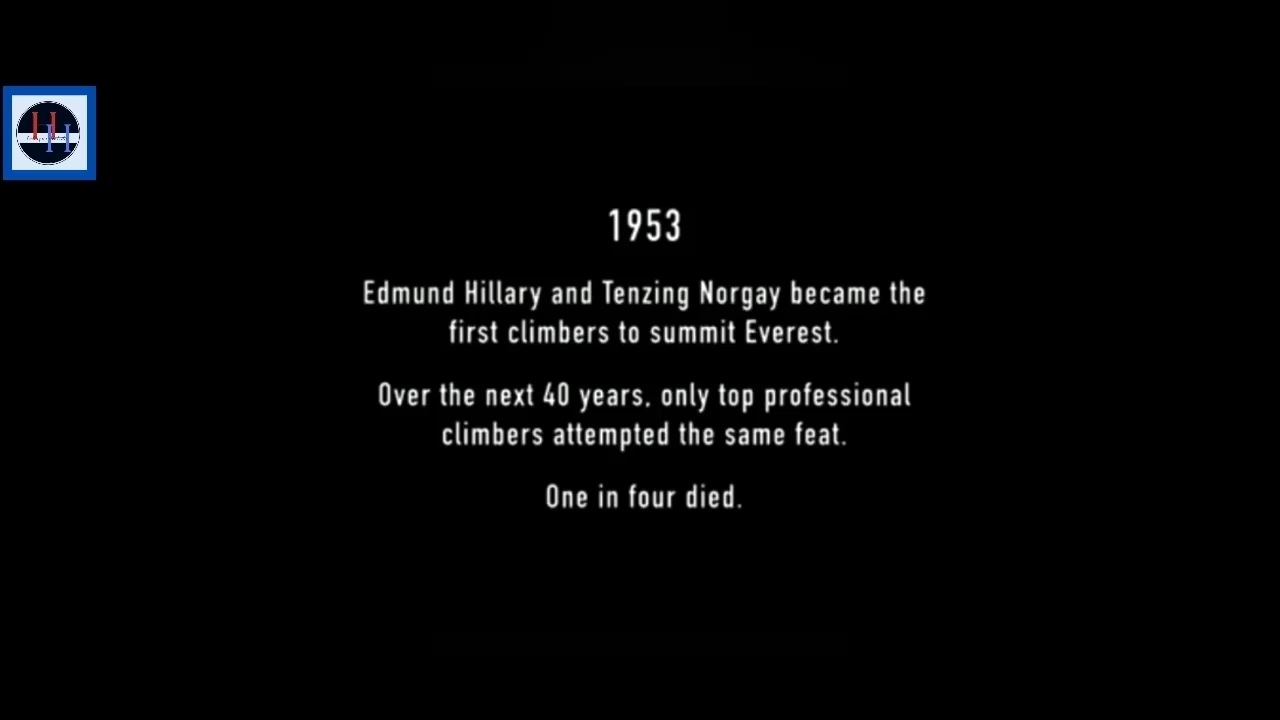 HH
1953
Edmund Hillary and Tenzing Norgay became the
first climbers to summit Everest.
Over the next 40 years, only top professional
climbers attempted the same feat.
One in four died.